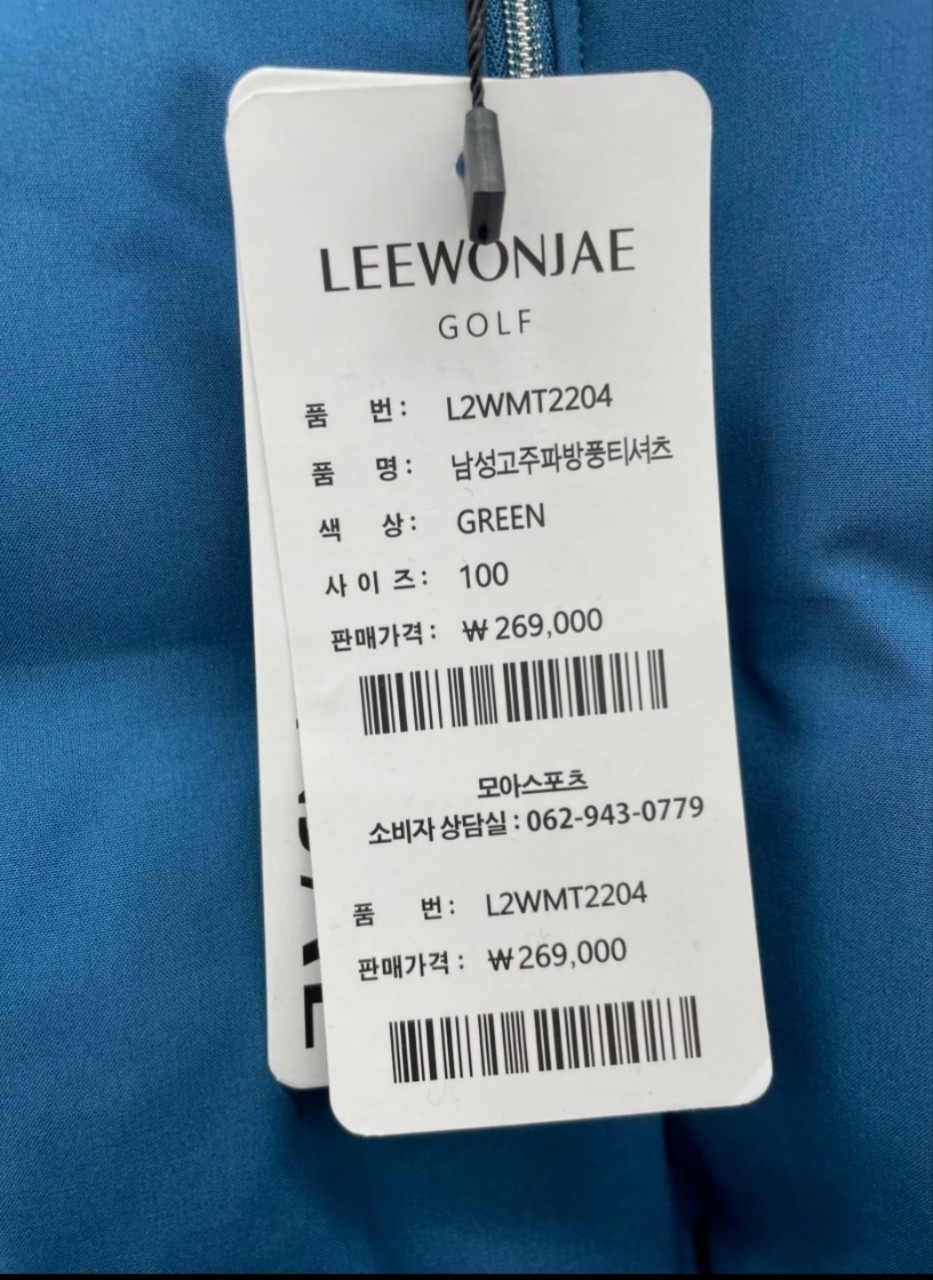 LEEWONJAE
GOLF
품 번 : L2WMT2204
품 명 : 남성고주파방풍티셔츠
색 상 : GREEN
사 이 즈 : 100
판매가격 : ₩ 269,000
모아스포츠
소비자 상담실 : 062-943-0779
품 번 : L2WMT2204
판매가격 : ₩269,000